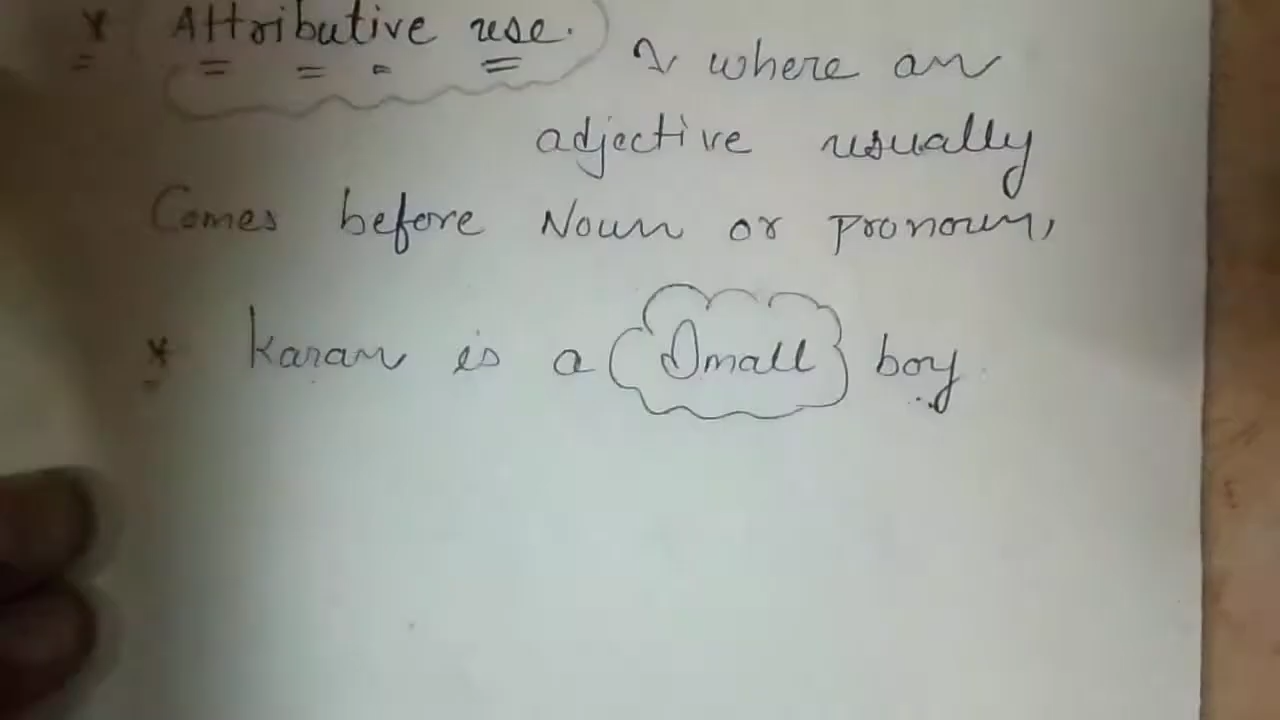 * Attributive use.
where an
adjective usually
Comes before Noun or pronoun,
* Karan is a Small boy